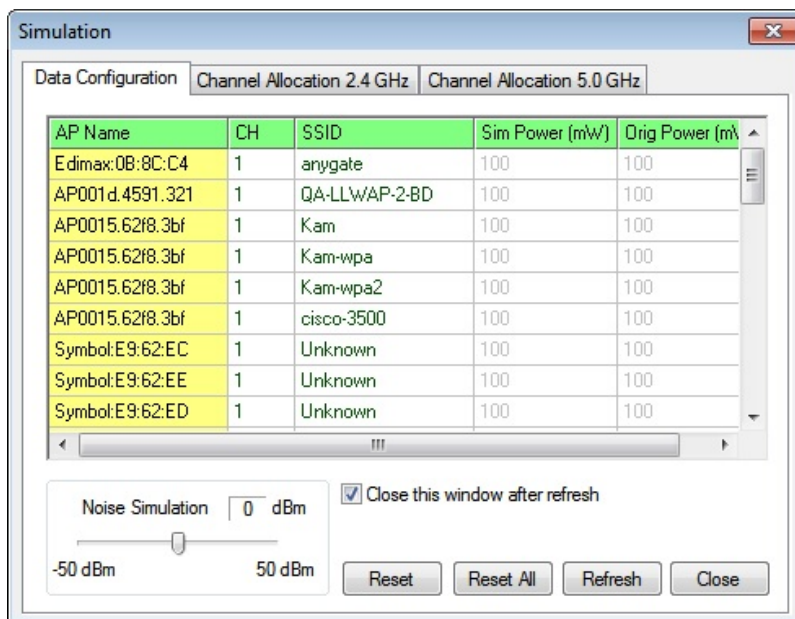 Simulation
Data Configuration Channel Allocation 2.4 GHz Channel Allocation 5.0 GHz
AP Name CH SSID Sim Power (mW) Orig Power (m
Edimax:0B:8C:C4 1 anygate 100 100
AP001d.4591.321 1 QA-LLWAP-2-BD 100 100
AP0015.62f8.3bf 1 Kam 100 100
AP0015.62f8.3bf 1 Kam-wpa 100 100
AP0015.62f8.3bf 1 Kam-wpa2 100 100
AP0015.62f8.3bf 1 cisco-3500 100 100
Symbol:E9:62:EC 1 Unknown 100 100
Symbol:E9:62:EE 1 Unknown 100 100
Symbol:E9:62:ED 1 Unknown 100 100
Noise Simulation 0 dBm
-50 dBm 50 dBm
Close this window after refresh
Reset Reset All Refresh Close